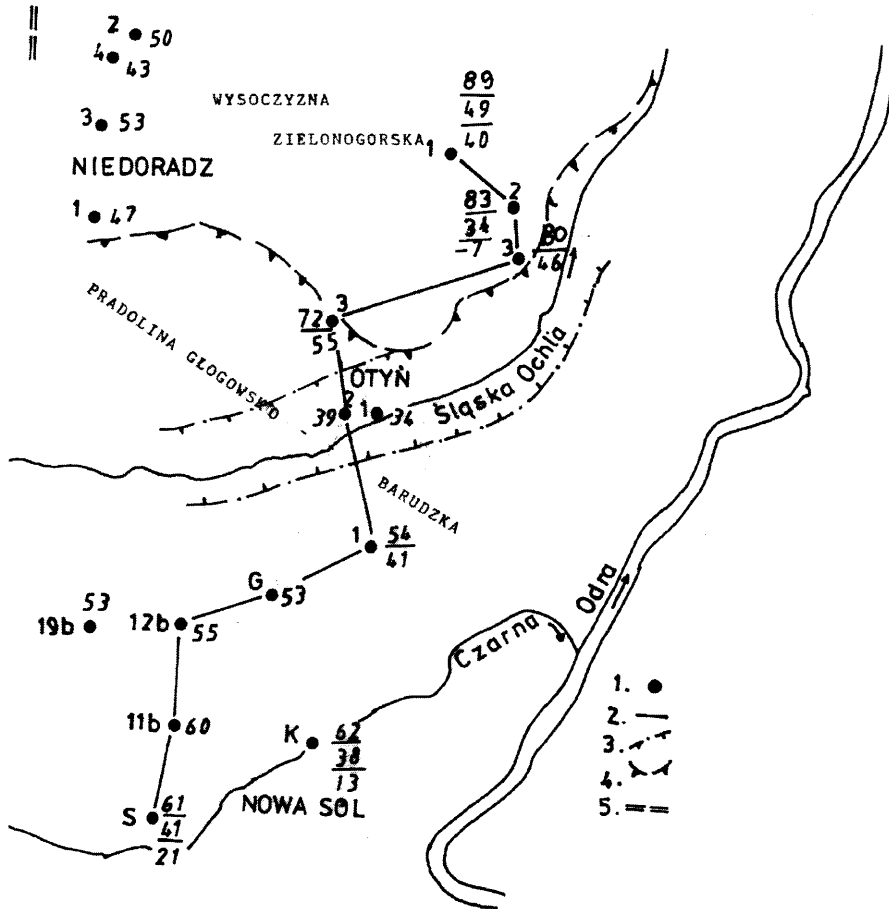 2 50
4 43
3 53
WYSOCZYZNA
ZIELONOGORSKA
89
49
40
1
NIEDORADZ
1 47
2
83
34
-7
3
80
46
PRADOLINA GŁOGOWSKO
3
72
55
OTYŃ
2
39
1 34
Śląska Ochla
BARUDZKA
1 54
41
G 53
53
19b
12b 55
11b 60
K 62
38
13
NOWA SOL
S 61
41
21
Czarna
Odra
1.
2.
3.
4.
5.